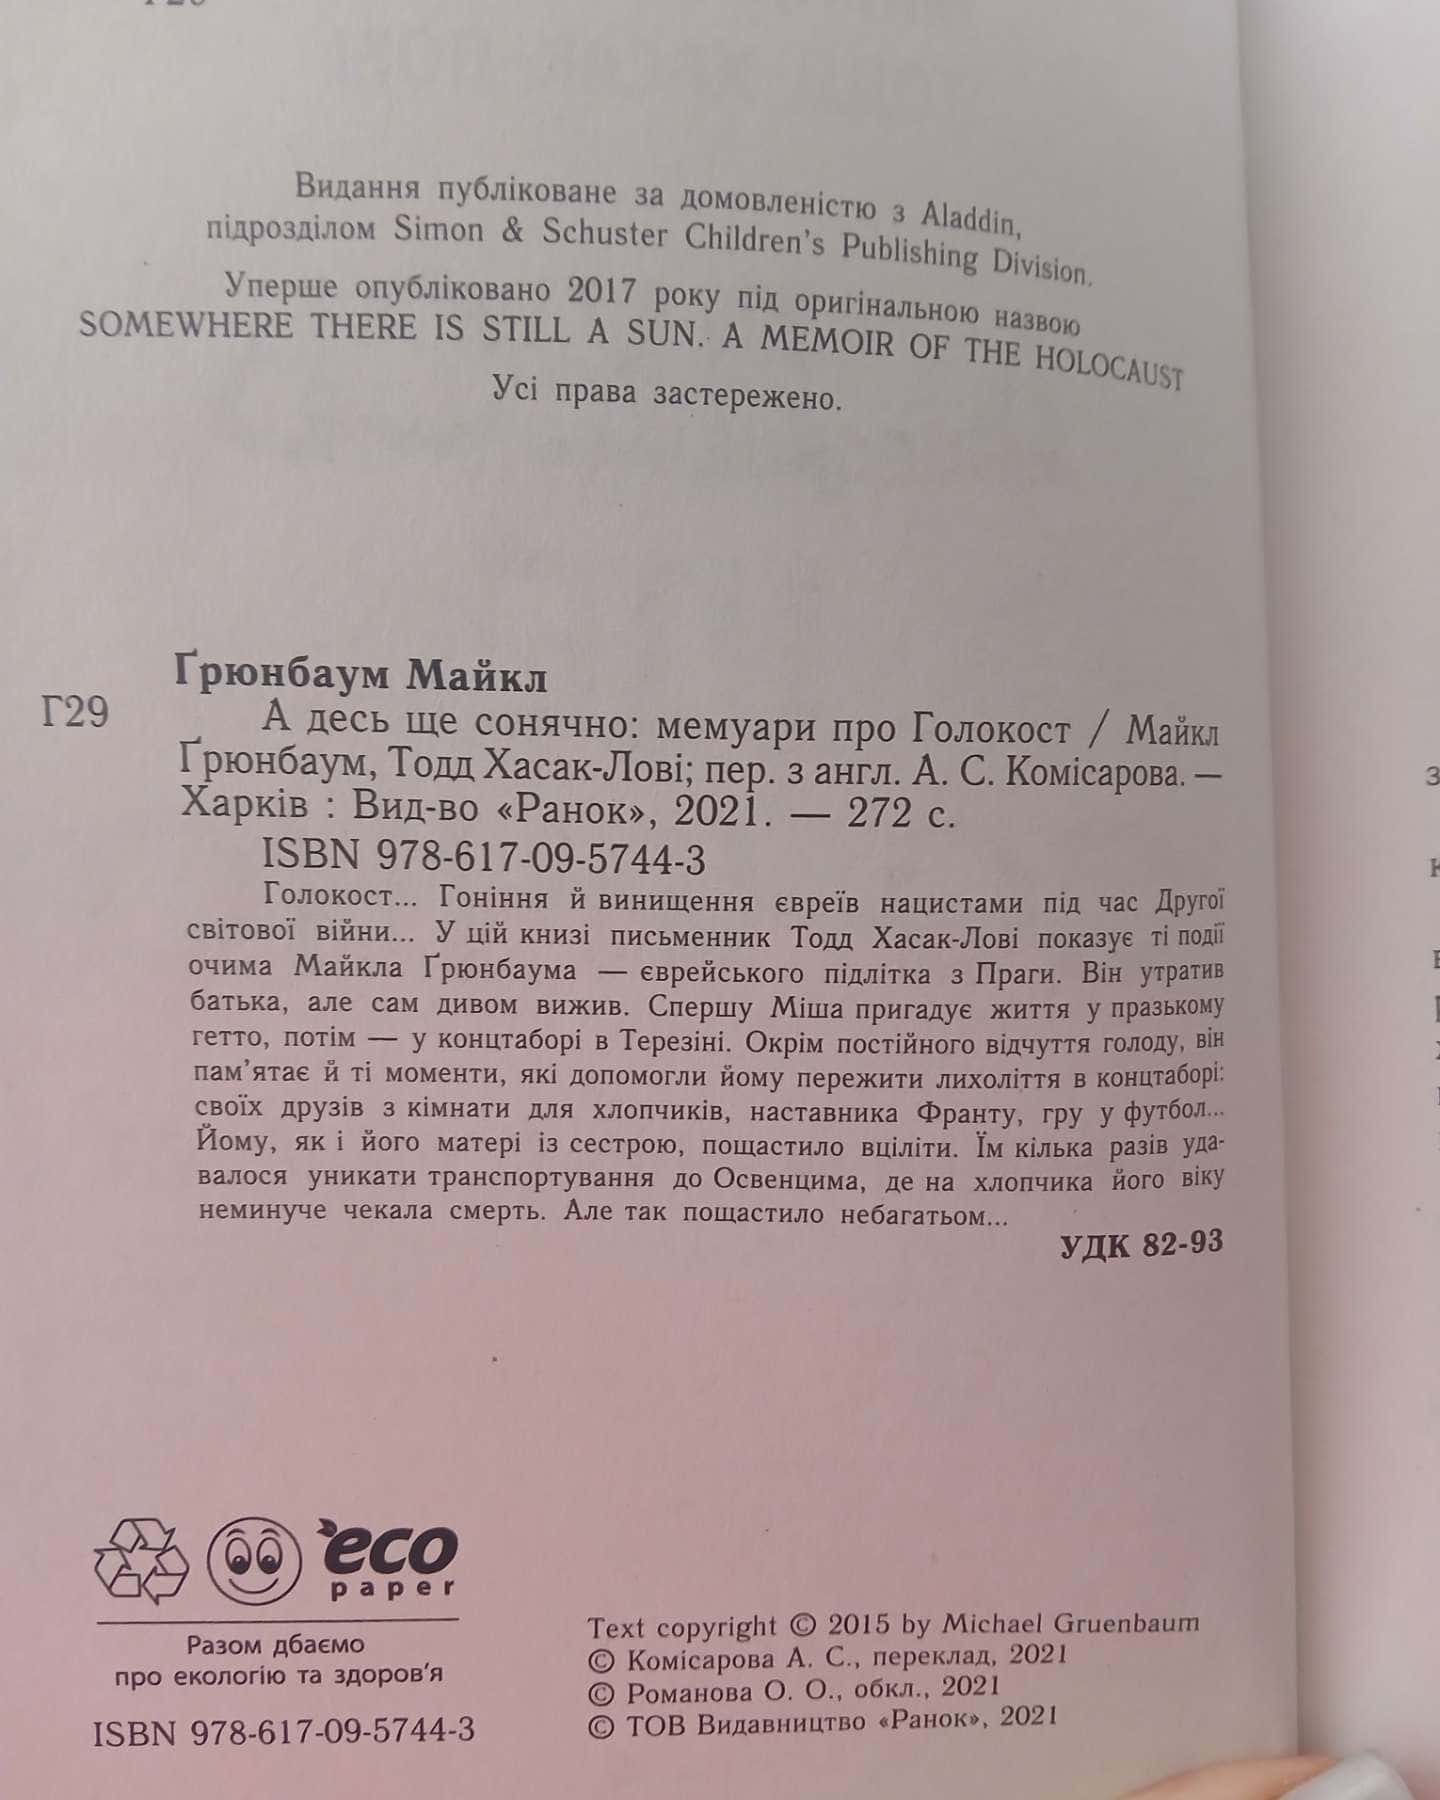 Видання публіковане за домовленістю з Aladdin,
підрозділом Simon & Schuster Children's Publishing Division.
Уперше опубліковано 2017 року під оригінальною назвою
SOMEWHERE THERE IS STILL A SUN. A MEMOIR OF THE HOLOCAUST
Усі права застережено.
Ґрюнбаум Майкл
Г29
А десь ще сонячно: мемуари про Голокост / Майкл
Ґрюнбаум, Тодд Хасак-Лові; пер. з англ. А. С. Комісарова. —
Харків : Вид-во «Ранок», 2021. — 272 с.
ISBN 978-617-09-5744-3
Голокост... Гоніння й винищення євреїв нацистами під час Другої
світової війни... У цій книзі письменник Тодд Хасак-Лові показує ті події
очима Майкла Ґрюнбаума — єврейського підлітка з Праги. Він утратив
батька, але сам дивом вижив. Спершу Міша пригадує життя у празькому
гетто, потім — у концтаборі в Терезіні. Окрім постійного відчуття голоду, він
пам'ятає й ті моменти, які допомогли йому пережити лихоліття в концтаборі:
своїх друзів з кімнати для хлопчиків, наставника Франту, гру у футбол...
Йому, як і його матері із сестрою, пощастило вціліти. Їм кілька разів уда-
валося уникати транспортування до Освенцима, де на хлопчика його віку
неминуче чекала смерть. Але так пощастило небагатьом...
УДК 82-93
eco
paper
Разом дбаємо
про екологію та здоров'я
ISBN 978-617-09-5744-3
Text copyright © 2015 by Michael Gruenbaum
© Комісарова А. С., переклад, 2021
© Романова О. О., обкл., 2021
© ТОВ Видавництво «Ранок», 2021